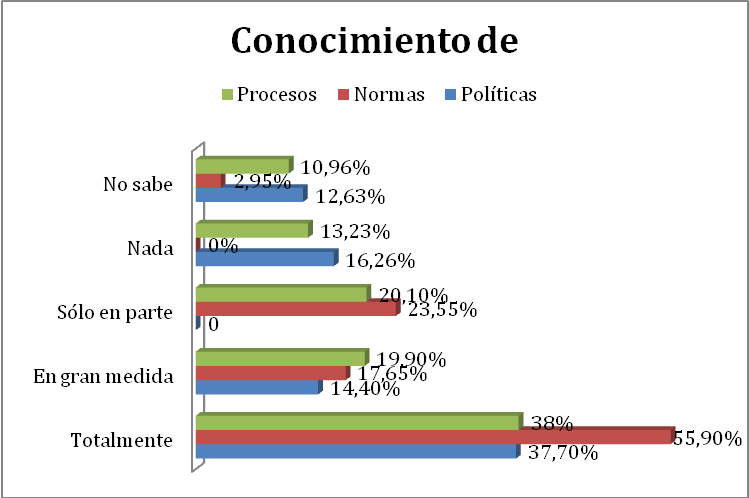 Conocimiento de
Procesos Normas Políticas
No sabe
10,96%
2,95%
12,63%
Nada
13,23%
0%
16,26%
Sólo en parte
20,10%
23,55%
0
En gran medida
19,90%
17,65%
14,40%
Totalmente
38%
55,90%
37,70%